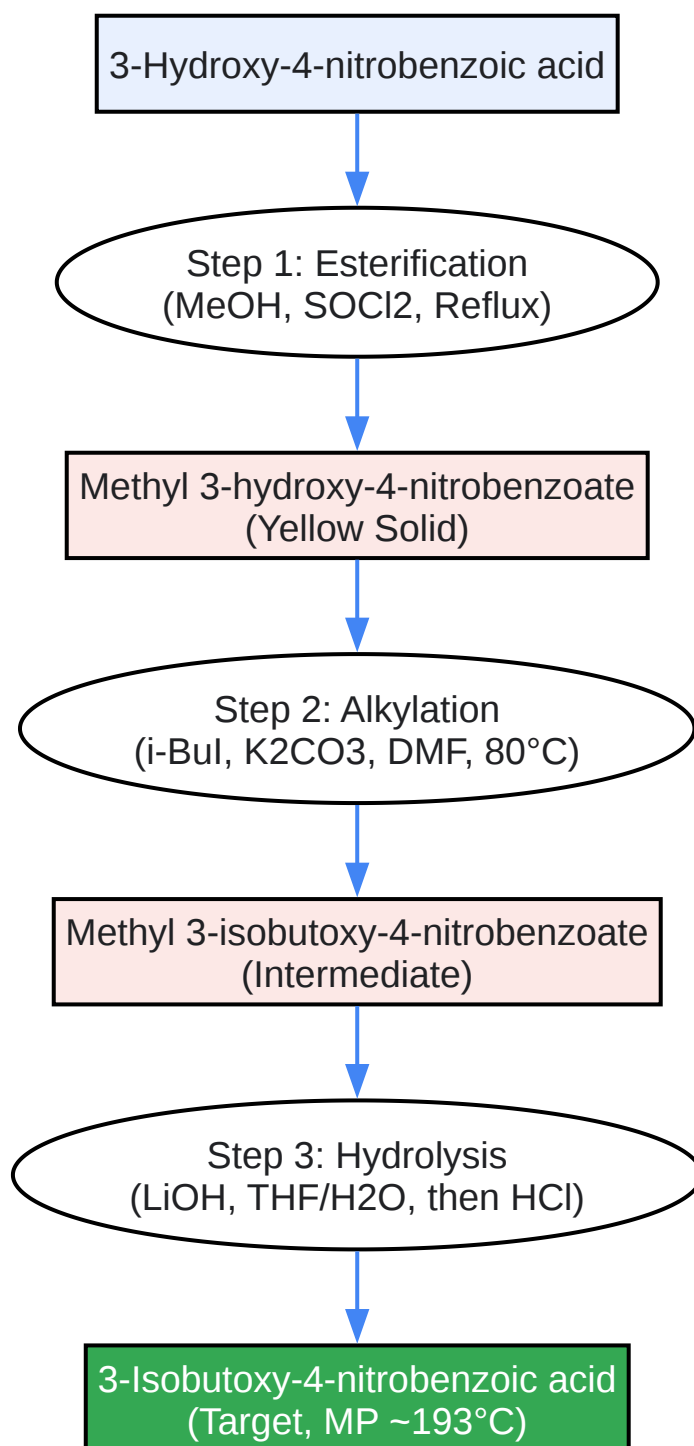 3-Hydroxy-4-nitrobenzoic acid
Step 1: Esterification
(MeOH, SOCl2, Reflux)
Methyl 3-hydroxy-4-nitrobenzoate
(Yellow Solid)
Step 2: Alkylation
(i-BuI, K2CO3, DMF, 80°C)
Methyl 3-isobutoxy-4-nitrobenzoate
(Intermediate)
Step 3: Hydrolysis
(LiOH, THF/H2O, then HCl)
3-Isobutoxy-4-nitrobenzoic acid
(Target, MP ~193°C)